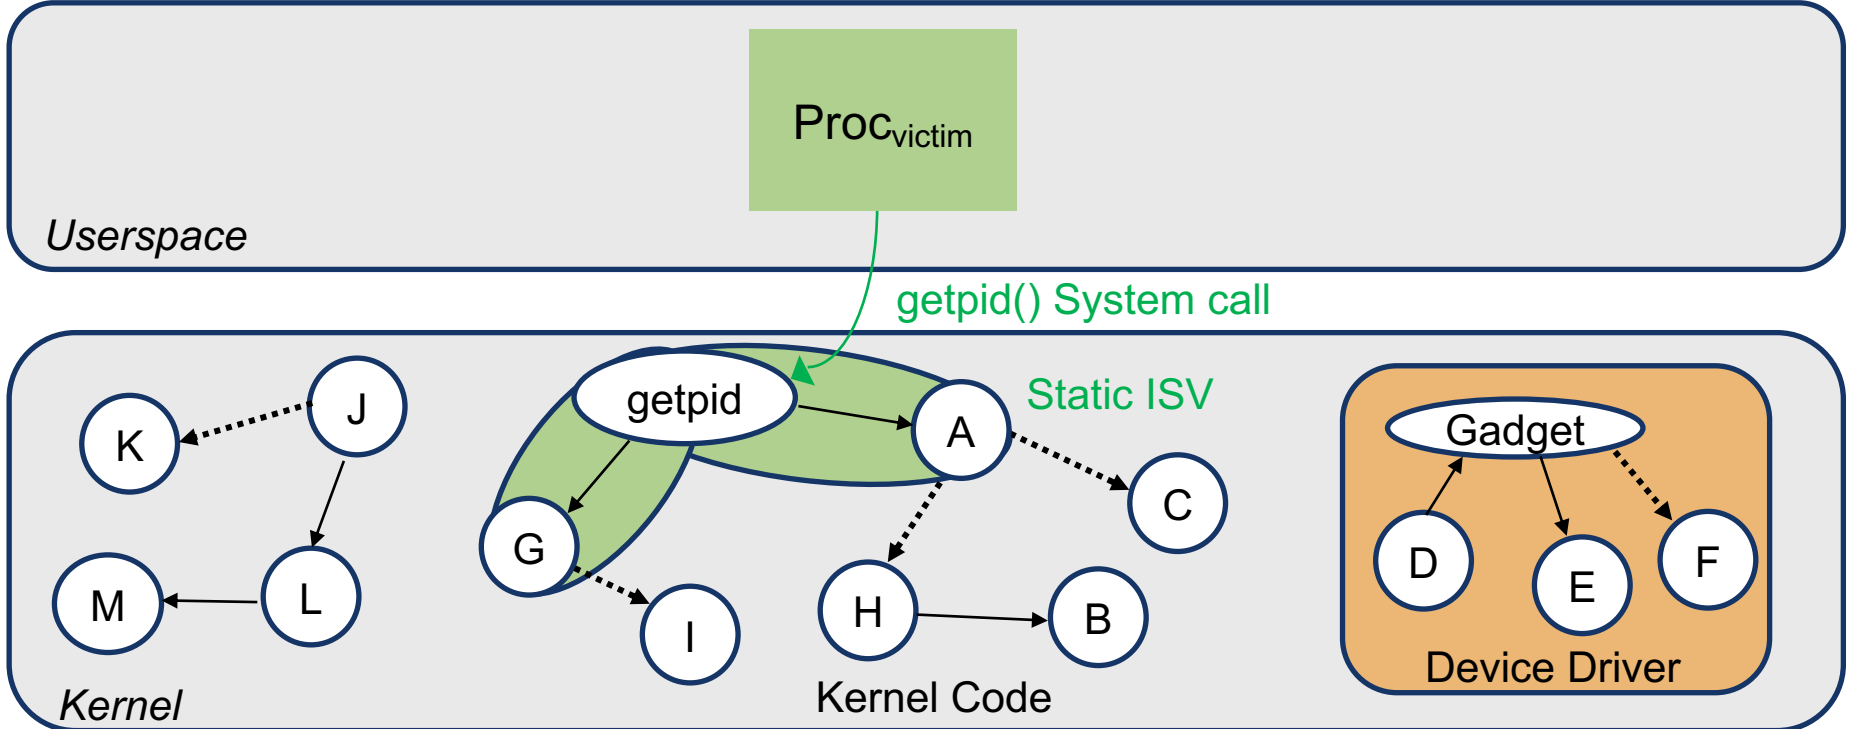 Proc_victim
Userspace
getpid() System call
getpid
A
Static ISV
J
K
C
Gadget
G
D
E
F
M
L
I
H
B
Kernel
Kernel Code
Device Driver